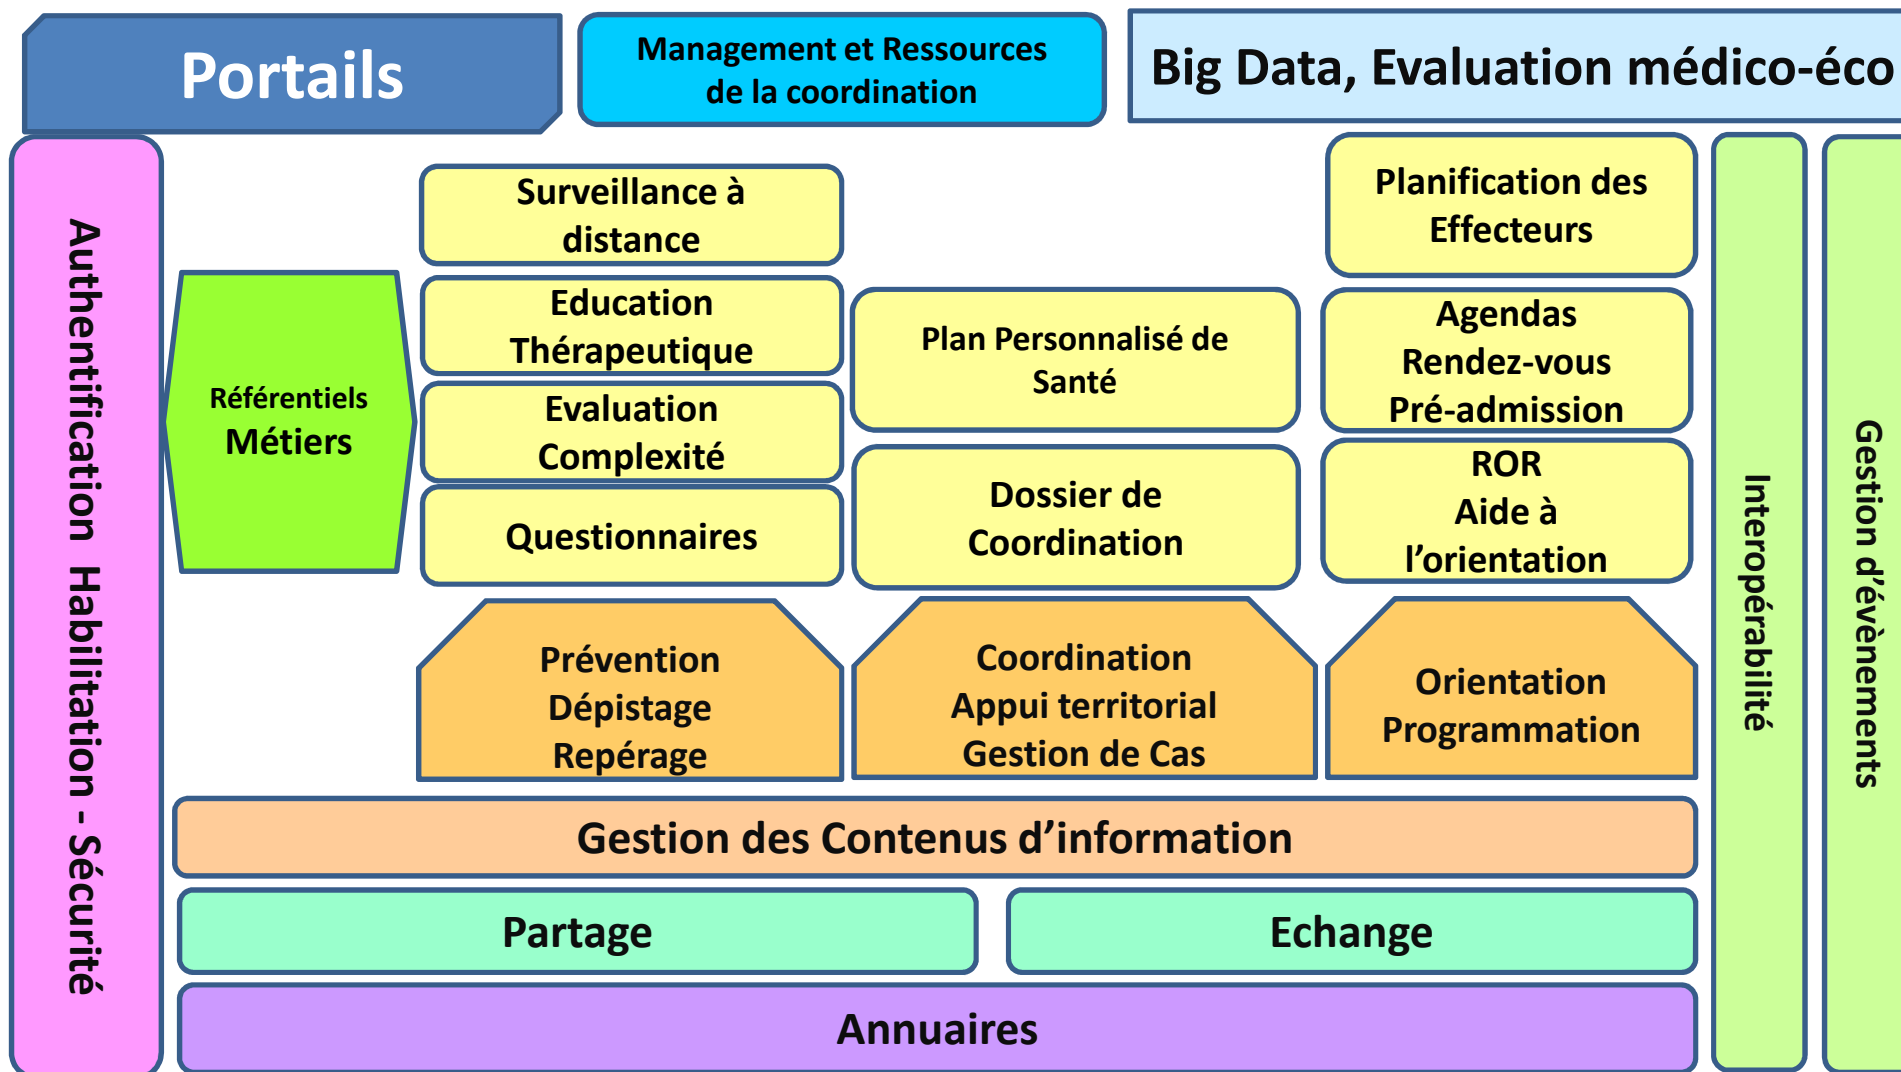 Portails
Management et Ressources
de la coordination
Big Data, Evaluation médico-éco
Authentification Habilitation - Sécurité
Référentiels
Métiers
Surveillance à
distance
Education
Thérapeutique
Evaluation
Complexité
Questionnaires
Prévention
Dépistage
Repérage
Plan Personnalisé de
Santé
Dossier de
Coordination
Coordination
Appui territorial
Gestion de Cas
Planification des
Effecteurs
Agendas
Rendez-vous
Pré-admission
ROR
Aide à
l’orientation
Orientation
Programmation
Interopérabilité
Gestion d’évènements
Gestion des Contenus d’information
Partage
Echange
Annuaires